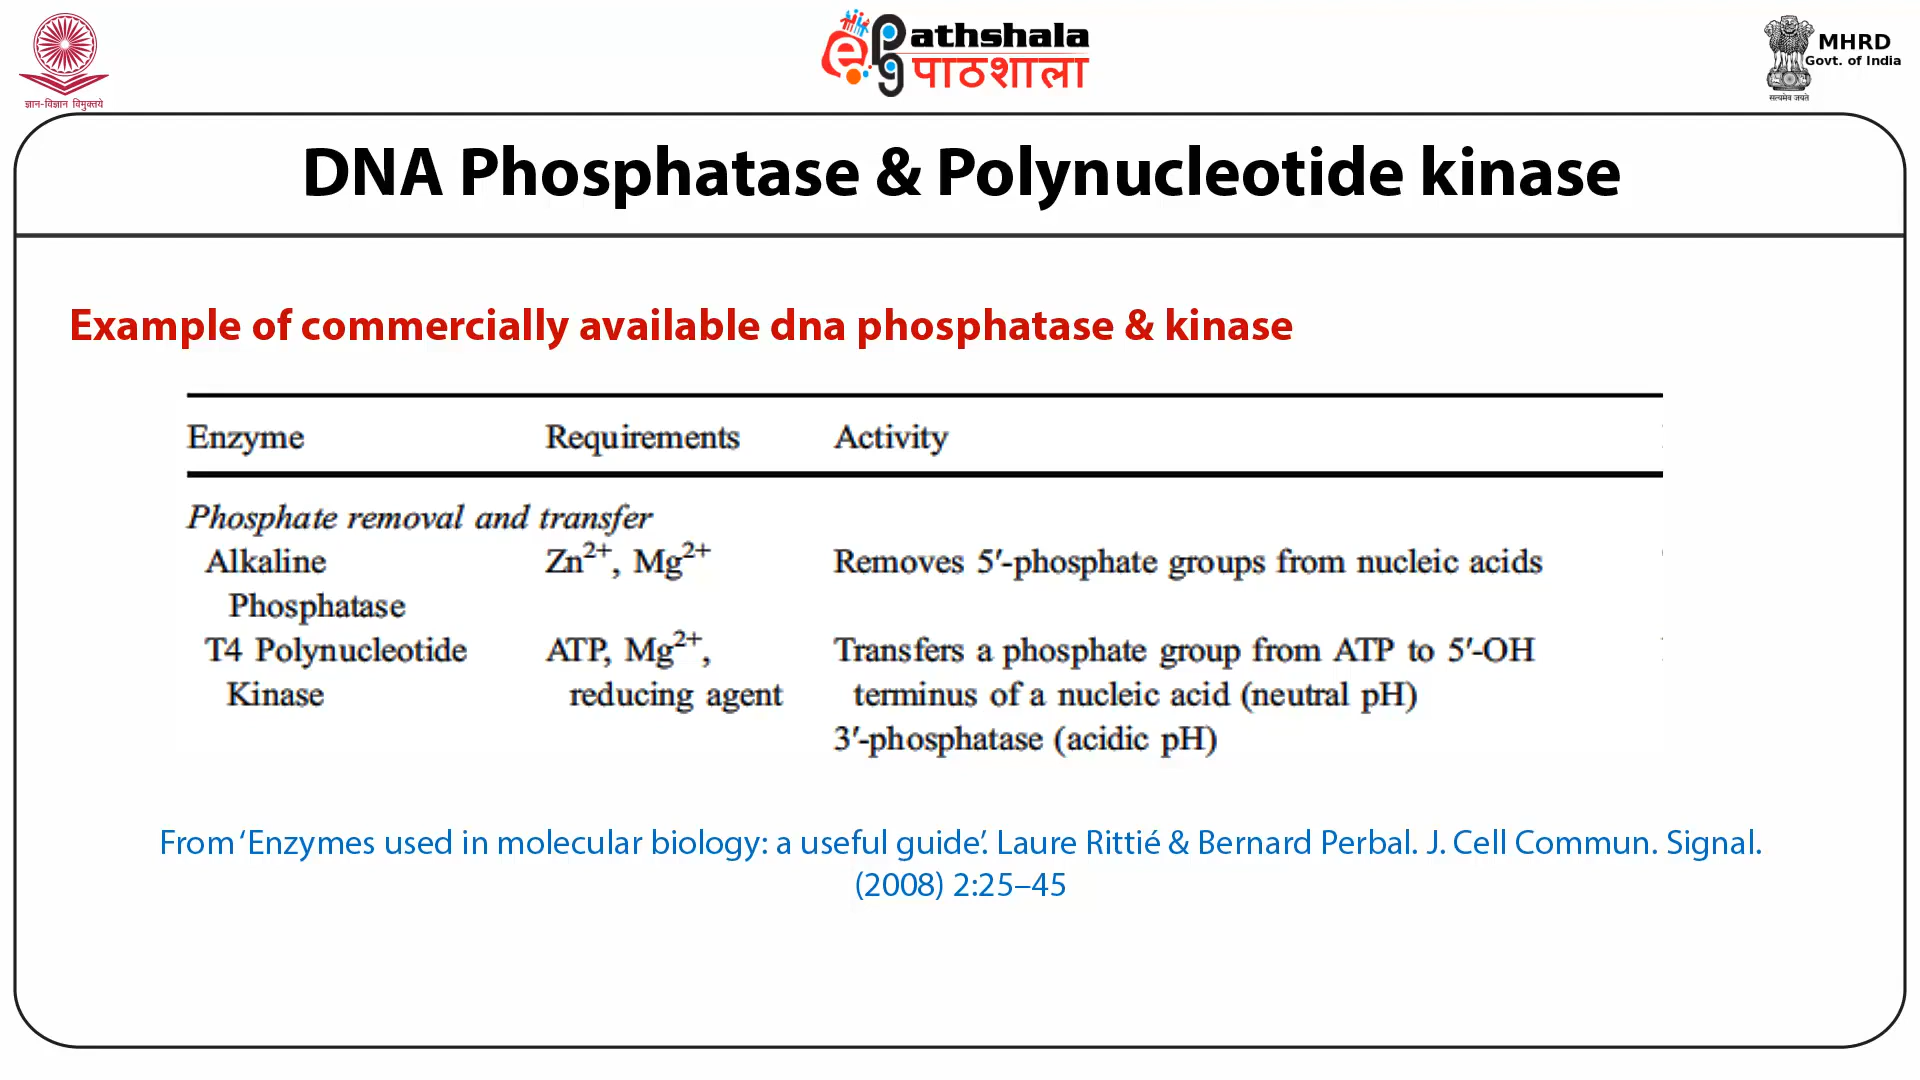 ज्ञान-विज्ञान विमुक्तये
ePathshala
पाठशाला
MHRD
Govt. of India
सत्यमेव जयते
DNA Phosphatase & Polynucleotide kinase
Example of commercially available dna phosphatase & kinase
Enzyme Requirements Activity
Phosphate removal and transfer
Alkaline Zn²⁺, Mg²⁺ Removes 5′-phosphate groups from nucleic acids
Phosphatase
T4 Polynucleotide ATP, Mg²⁺, Transfers a phosphate group from ATP to 5′-OH
Kinase reducing agent terminus of a nucleic acid (neutral pH)
3′-phosphatase (acidic pH)
From ‘Enzymes used in molecular biology: a useful guide’. Laure Rittié & Bernard Perbal. J. Cell Commun. Signal.
(2008) 2:25–45